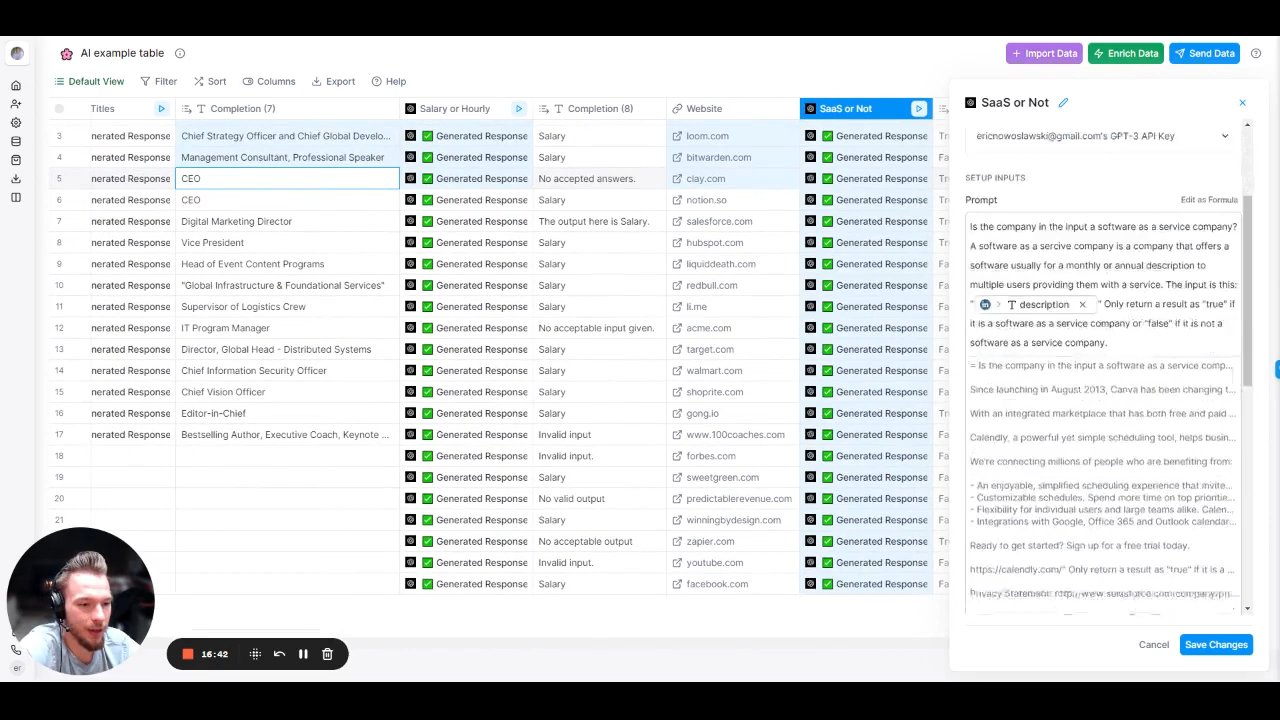 AI example table
Import Data
Enrich Data
Send Data
Default View
Filter
Sort
Columns
Export
Help
Titles
Completion (7)
Salary or Hourly
Completion (8)
Website
SaaS or Not
3 nerated Response Chief Strategy Officer and Chief Global Develo... Generated Response Salary loom.com Generated Response
4 nerated Response Management Consultant, Professional Speaker Generated Response Salary bitwarden.com Generated Response
5 nerated Response CEO Generated Response No accepted answers. clay.com Generated Response
6 nerated Response CEO Generated Response Salary notion.so Generated Response
7 nerated Response Digital Marketing Director Generated Response The output here is Salary. salesforce.com Generated Response
8 nerated Response Vice President Generated Response Salary hubspot.com Generated Response
9 nerated Response Head of Event Content Programs Generated Response Salary liquiddeath.com Generated Response
10 nerated Response "Global Infrastructure & Foundational Services" Generated Response Salary redbull.com Generated Response
11 nerated Response Supervisor of Logistics Crew Generated Response Salary li.me Generated Response
12 nerated Response IT Program Manager Generated Response No acceptable input given. acme.com Generated Response
13 nerated Response Director, Global Head - Distributed Systems Generated Response Salary target.com Generated Response
14 nerated Response Chief Information Security Officer Generated Response Salary walmart.com Generated Response
15 nerated Response Chief Vision Officer Generated Response Salary shoprite.com Generated Response
16 nerated Response Editor-in-Chief Generated Response Salary gong.io Generated Response
17 nerated Response Bestselling Author, Executive Coach, Keynote ... Generated Response Invalid input www.100coaches.com Generated Response
18 Generated Response Invalid input. forbes.com Generated Response
19 Generated Response Salary sweetgreen.com Generated Response
20 Generated Response No valid output predictablerevenue.com Generated Response
21 Generated Response Salary winningbydesign.com Generated Response
Generated Response No acceptable output zapier.com Generated Response
Generated Response Invalid input. youtube.com Generated Response
Generated Response Salary facebook.com Generated Response
16:42
SaaS or Not
ericnowoslawski@gmail.com's GPT-3 API Key
SETUP INPUTS
Prompt
Edit as Formula
Is the company in the input a software as a service company?
A software as a sercive company is a company that offers a
software usually for a monthly or annual description to
multiple users providing them with a service. The input is this:
" description " Only return a result as "true" if
it is a software as a service company or "false" if it is not a
software as a service company.
= Is the company in the input a software as a service comp...
Since launching in August 2013, Canva has been changing t...
With an integrated marketplace that has both free and paid ...
Calendly, a powerful yet simple scheduling tool, helps busin...
We're connecting millions of people who are benefiting from:
- An enjoyable, simplified scheduling experience that invite...
- Customizable schedules. Spend more time on top prioritie...
- Flexibility for individual users and large teams alike. Calen...
- Integrations with Google, Office 365 and Outlook calendar...
Ready to get started? Sign up for a free trial today.
https://calendly.com/" Only return a result as "true" if it is a ...
Privacy Statement:
Cancel
Save Changes